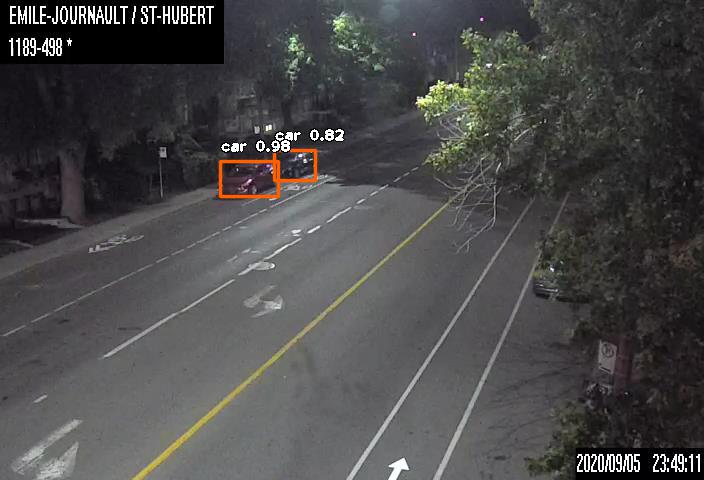 EMILE-JOURNAULT / ST-HUBERT
1189-498 *
car 0.98
car 0.82
2020/09/05 23:49:11